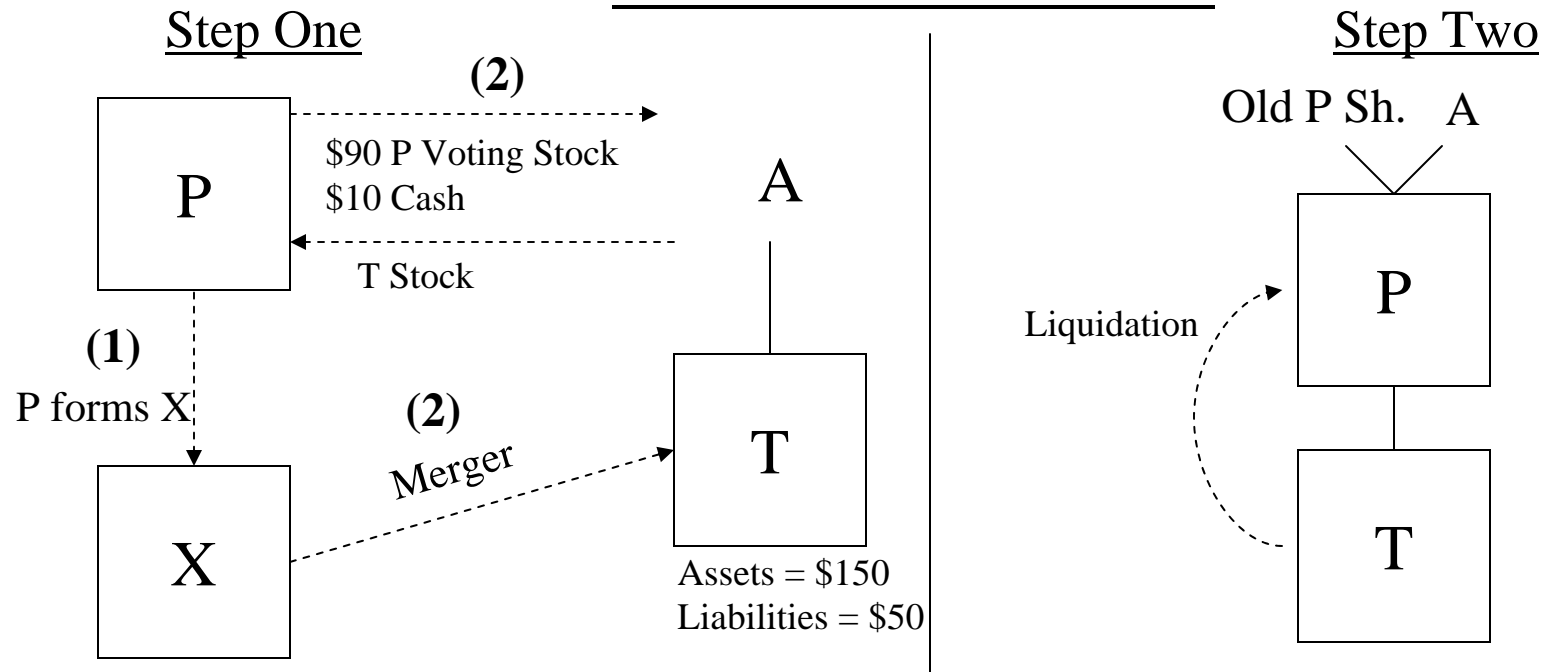 Step One
(2)
P
$90 P Voting Stock
$10 Cash
A
T Stock
(1)
P forms X
(2)
Merger
X
T
Assets = $150
Liabilities = $50
Step Two
Old P Sh. A
P
Liquidation
T